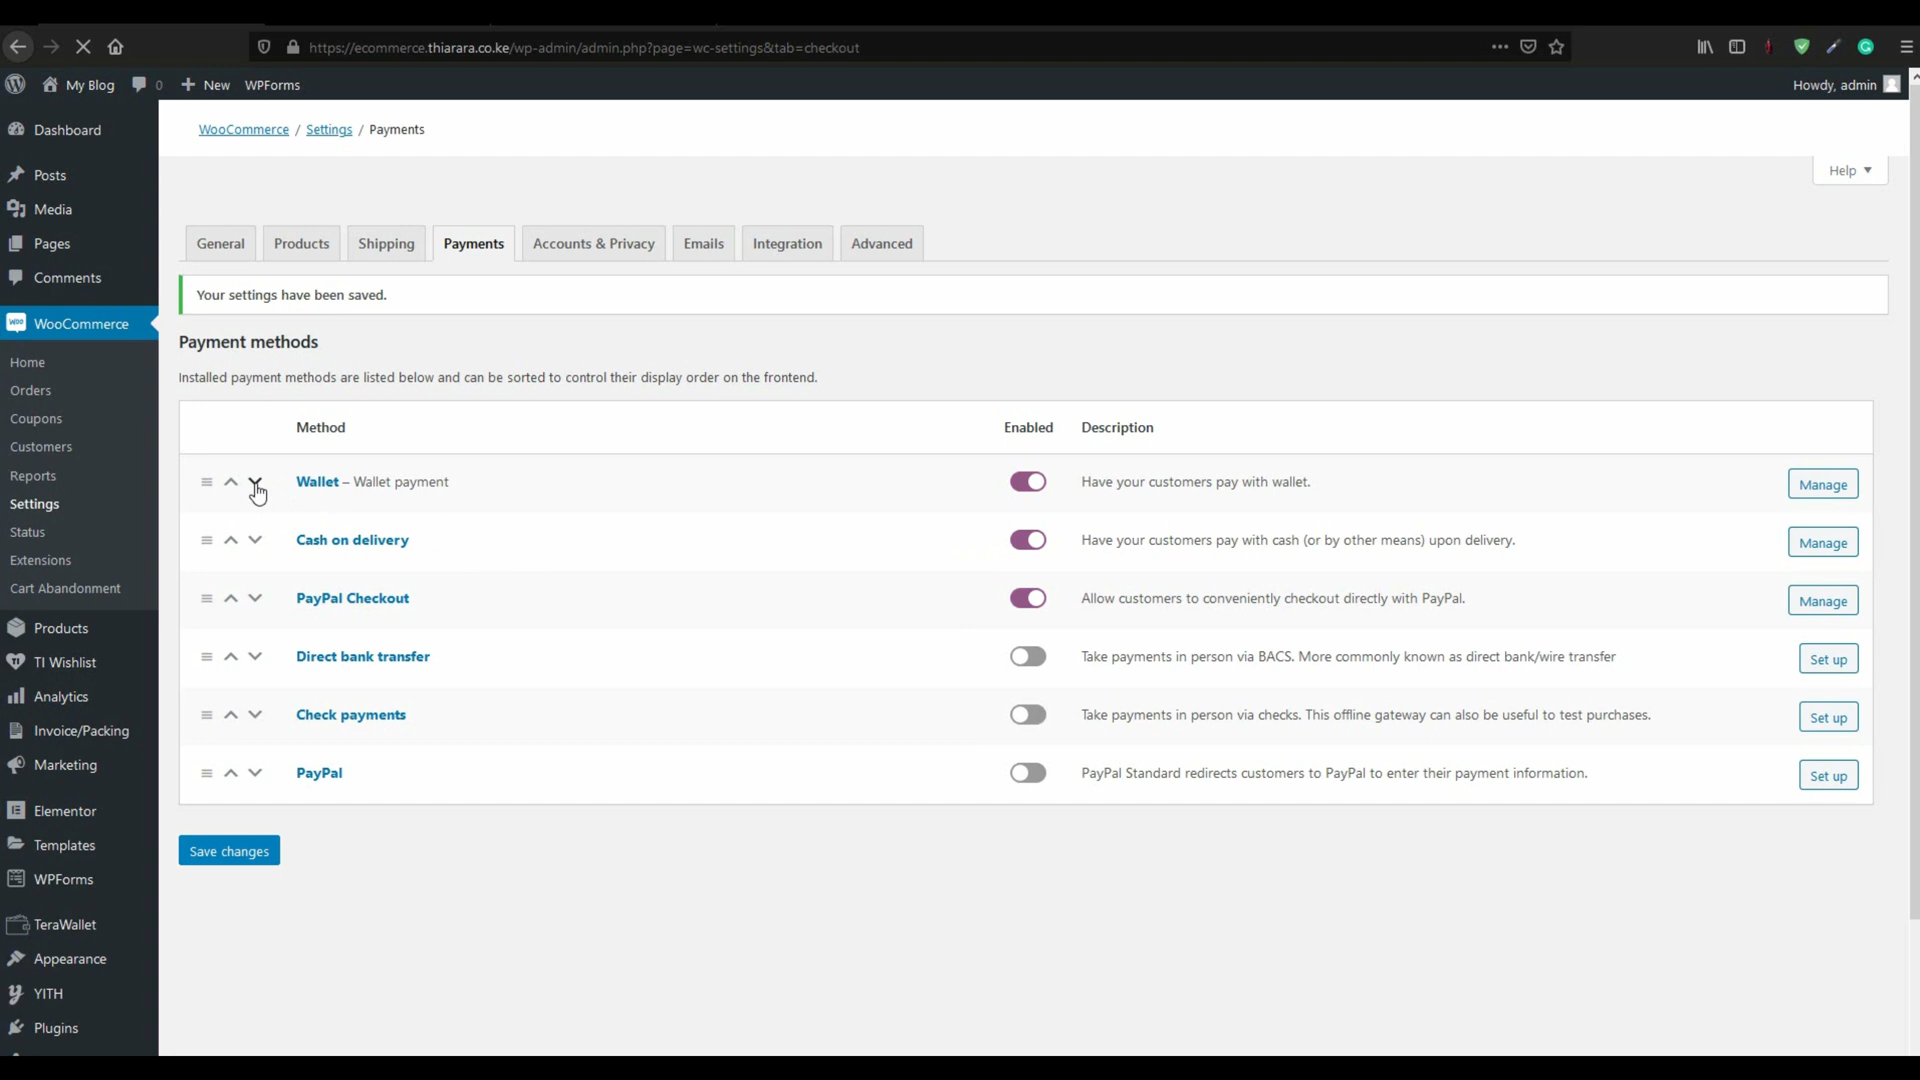 https://ecommerce.thiarara.co.ke/wp-admin/admin.php?page=wc-settings&tab=checkout
My Blog 0 New WPForms Howdy, admin
Dashboard
Posts
Media
Pages
Comments
WooCommerce
Home
Orders
Coupons
Customers
Reports
Settings
Status
Extensions
Cart Abandonment
Products
TI Wishlist
Analytics
Invoice/Packing
Marketing
Elementor
Templates
WPForms
TeraWallet
Appearance
YITH
Plugins
WooCommerce / Settings / Payments
Help
General Products Shipping Payments Accounts & Privacy Emails Integration Advanced
Your settings have been saved.
Payment methods
Installed payment methods are listed below and can be sorted to control their display order on the frontend.
Method Enabled Description
Wallet – Wallet payment Have your customers pay with wallet. Manage
Cash on delivery Have your customers pay with cash (or by other means) upon delivery. Manage
PayPal Checkout Allow customers to conveniently checkout directly with PayPal. Manage
Direct bank transfer Take payments in person via BACS. More commonly known as direct bank/wire transfer Set up
Check payments Take payments in person via checks. This offline gateway can also be useful to test purchases. Set up
PayPal PayPal Standard redirects customers to PayPal to enter their payment information. Set up
Save changes